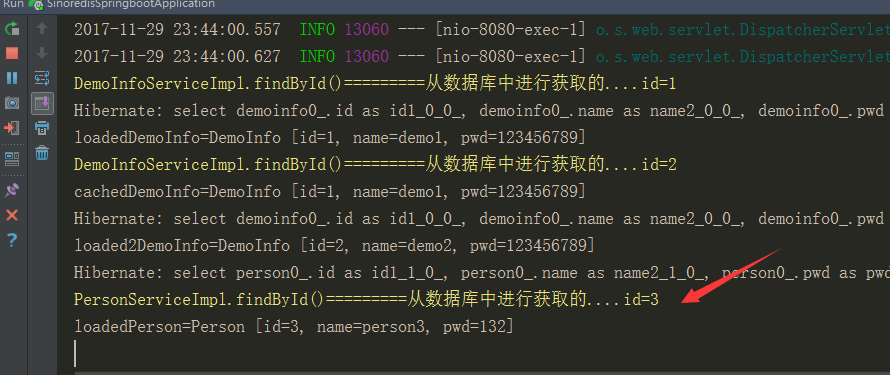 Run SinoredisSpringbootApplication
2017-11-29 23:44:00.557  INFO 13060 --- [nio-8080-exec-1] o.s.web.servlet.DispatcherServlet
2017-11-29 23:44:00.627  INFO 13060 --- [nio-8080-exec-1] o.s.web.servlet.DispatcherServlet
DemoInfoServiceImpl.findById()=========从数据库中进行获取的....id=1
Hibernate: select demoinfo0_.id as id1_0_0_, demoinfo0_.name as name2_0_0_, demoinfo0_.pwd
loadedDemoInfo=DemoInfo [id=1, name=demo1, pwd=123456789]
DemoInfoServiceImpl.findById()=========从数据库中进行获取的....id=2
cachedDemoInfo=DemoInfo [id=1, name=demo1, pwd=123456789]
Hibernate: select demoinfo0_.id as id1_0_0_, demoinfo0_.name as name2_0_0_, demoinfo0_.pwd
loaded2DemoInfo=DemoInfo [id=2, name=demo2, pwd=123456789]
Hibernate: select person0_.id as id1_1_0_, person0_.name as name2_1_0_, person0_.pwd as pwd
PersonServiceImpl.findById()=========从数据库中进行获取的....id=3
loadedPerson=Person [id=3, name=person3, pwd=132]